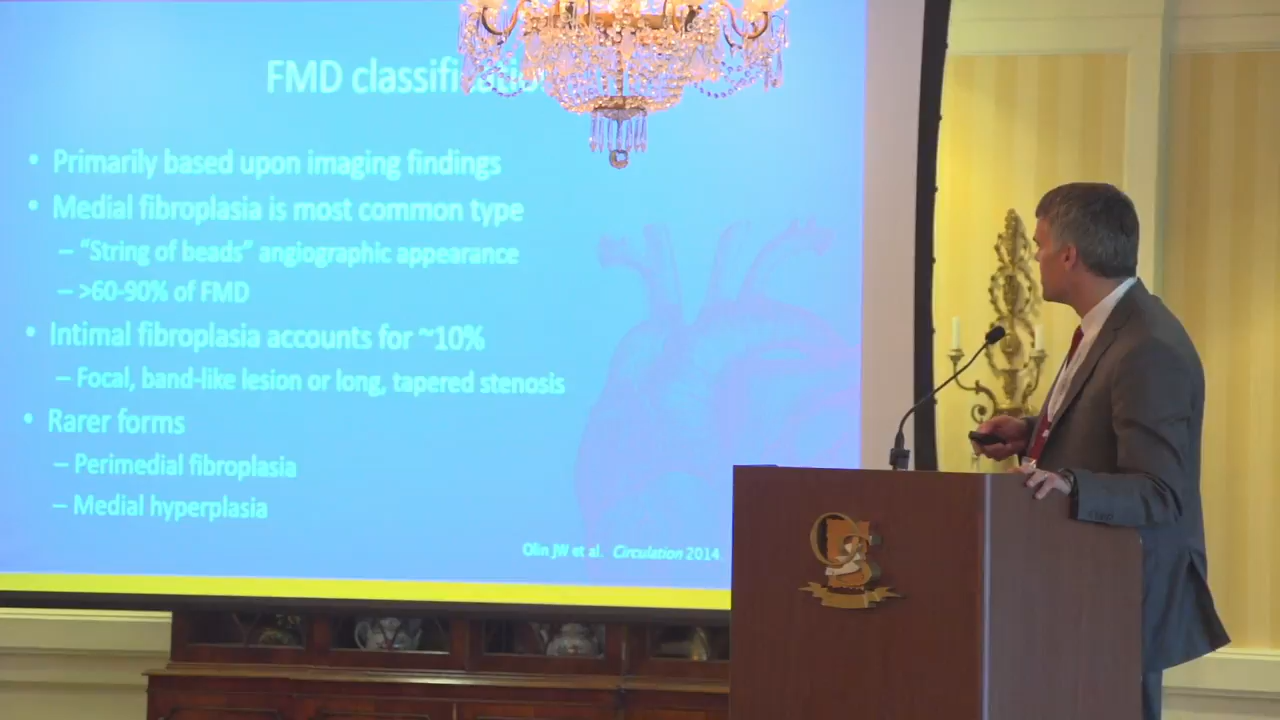 FMD classification
• Primarily based upon imaging findings
• Medial fibroplasia is most common type
– “String of beads” angiographic appearance
– >60-90% of FMD
• Intimal fibroplasia accounts for ~10%
– Focal, band-like lesion or long, tapered stenosis
• Rarer forms
– Perimedial fibroplasia
– Medial hyperplasia
Olin JW et al. Circulation 2014